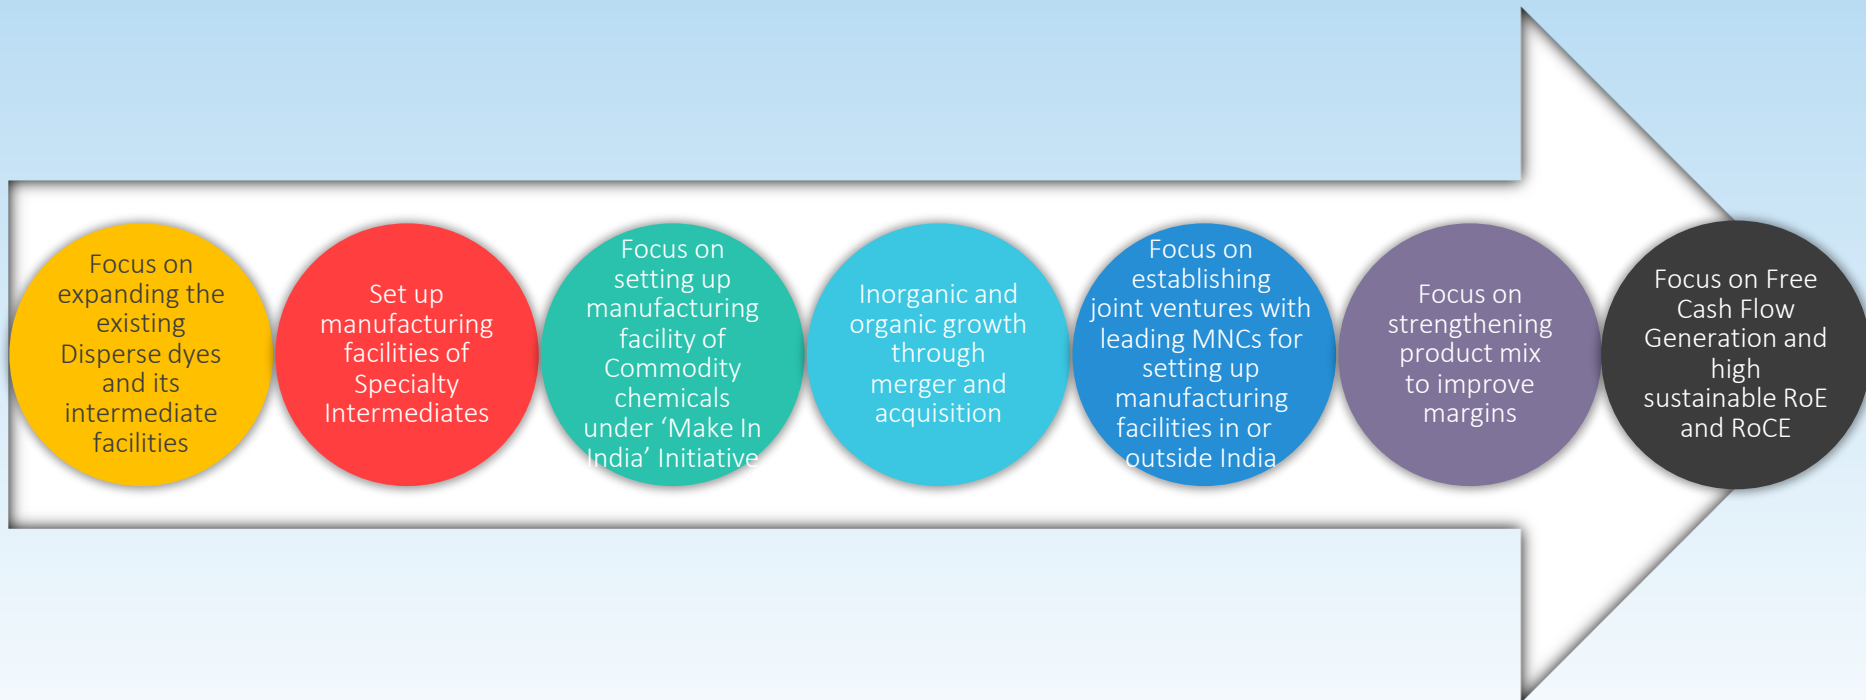 Focus on
expanding the
existing
Disperse dyes
and its
intermediate
facilities
Set up
manufacturing
facilities of
Specialty
Intermediates
Focus on
setting up
manufacturing
facility of
Commodity
chemicals
under ‘Make In
India’ Initiative
Inorganic and
organic growth
through
merger and
acquisition
Focus on
establishing
joint ventures with
leading MNCs for
setting up
manufacturing
facilities in or
outside India
Focus on
strengthening
product mix
to improve
margins
Focus on Free
Cash Flow
Generation and
high
sustainable RoE
and RoCE